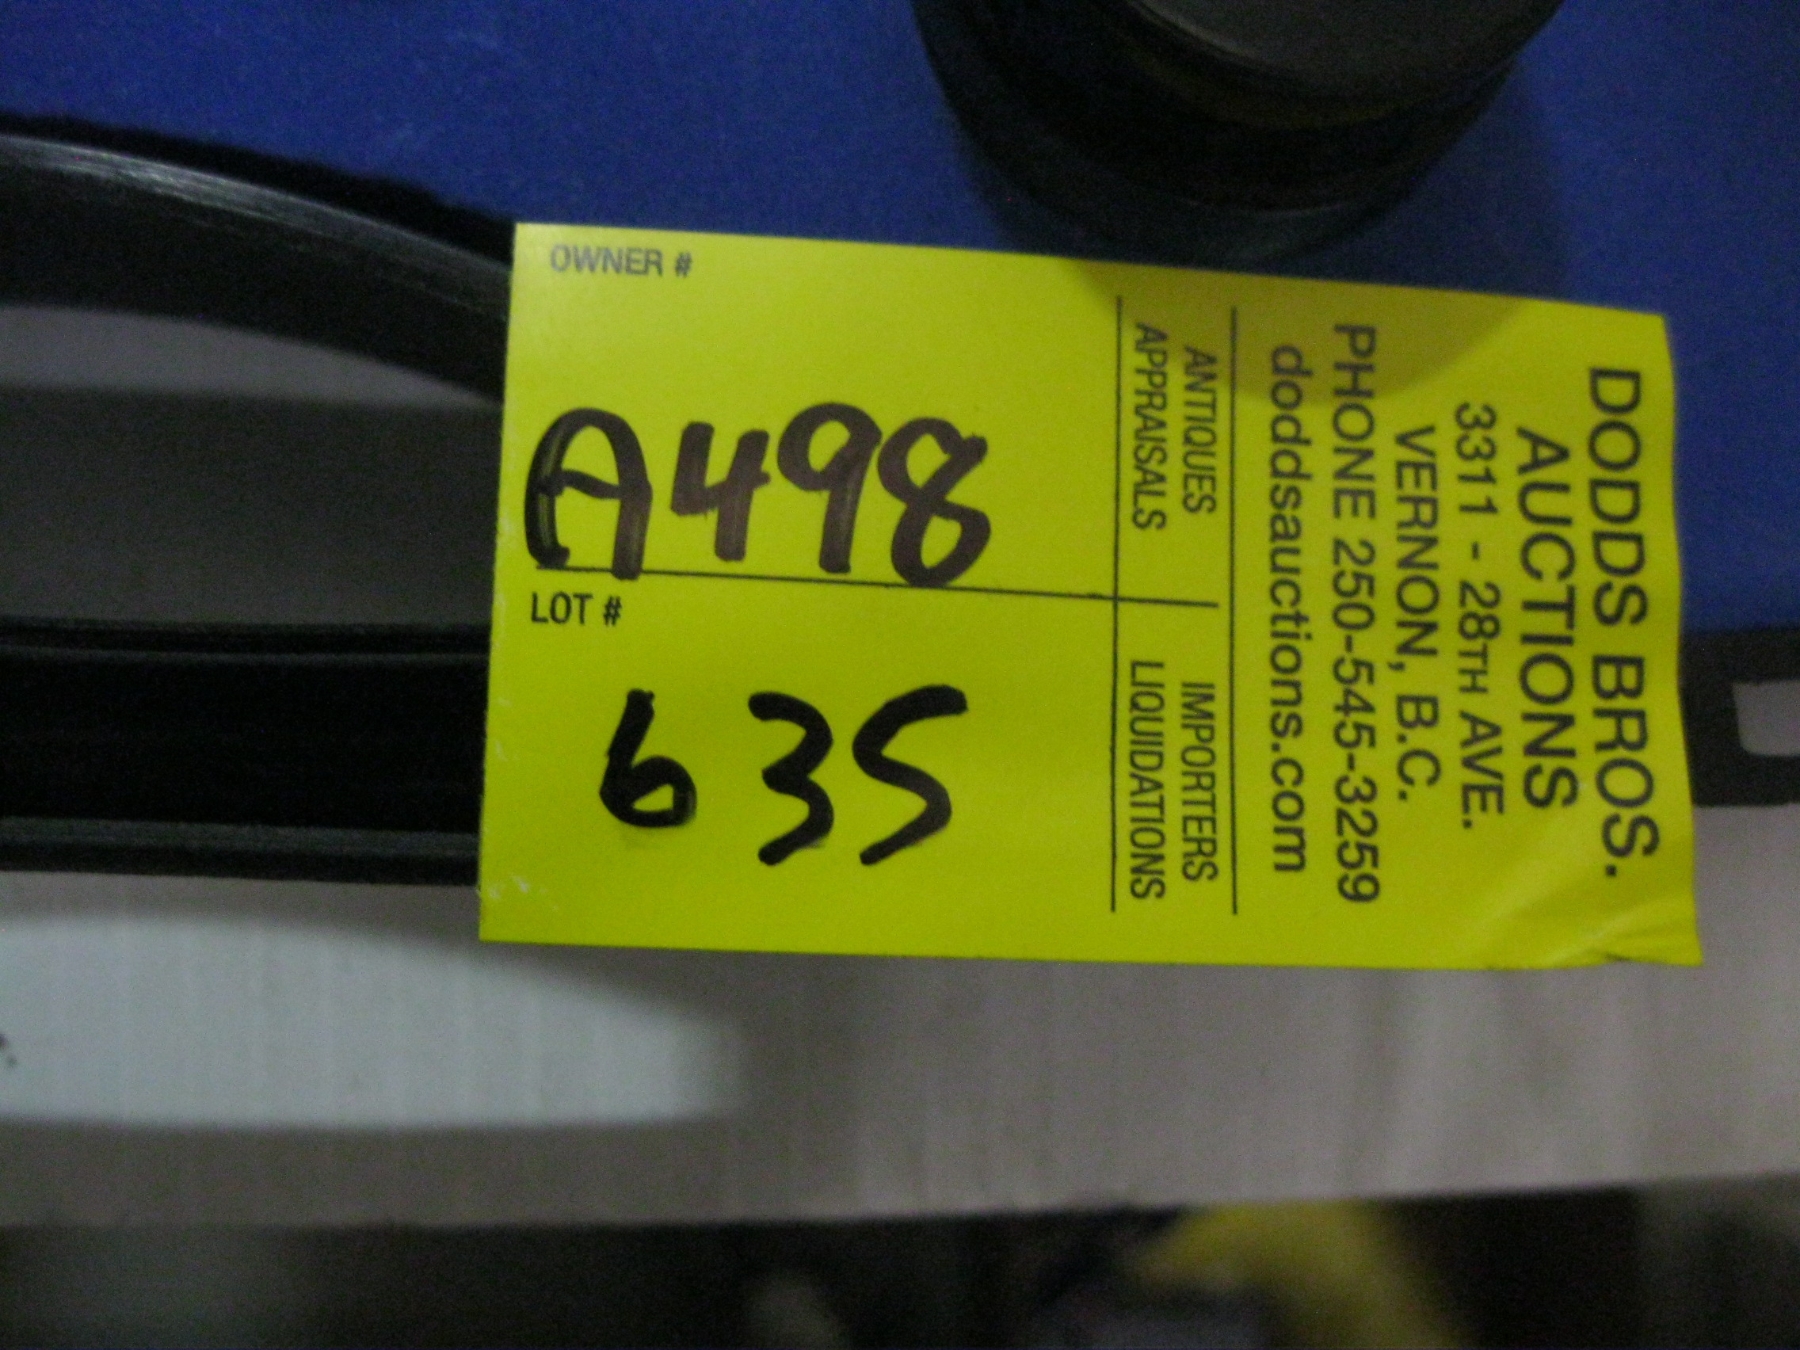 OWNER #
A498
LOT #
635
ANTIQUES
APPRAISALS
IMPORTERS
LIQUIDATIONS
DODDS BROS.
AUCTIONS
3311 - 28TH AVE.
VERNON, B.C.
PHONE 250-545-3259
doddsauctions.com